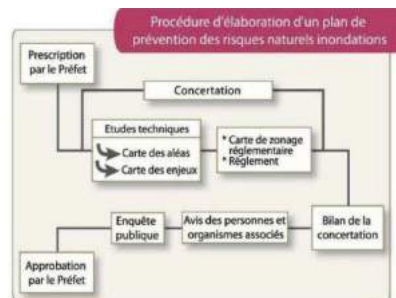 Procédure d'élaboration d'un plan de
prévention des risques naturels inondations
Prescription
par le Préfet
Concertation
Etudes techniques
Carte des aléas
Carte des enjeux
* Carte de zonage
réglementaire
* Règlement
Enquête
publique
Avis des personnes et
organismes associés
Bilan de la
concertation
Approbation
par le Préfet